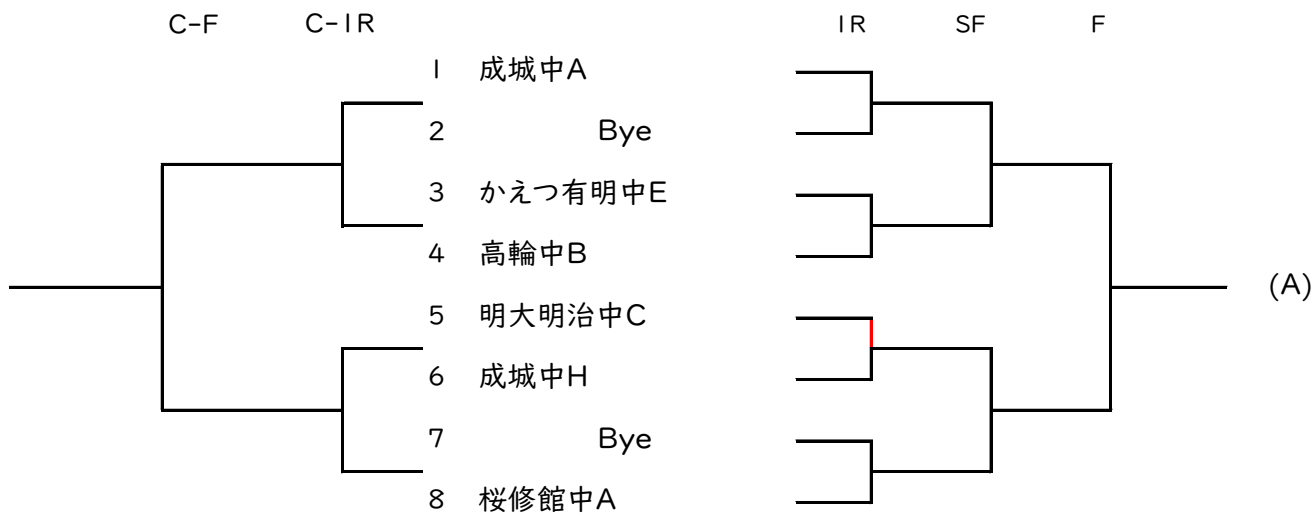 C-F C-1R 1R SF F
1 成城中A
2 Bye
3 かえつ有明中E
4 高輪中B
(A)
5 明大明治中C
6 成城中H
7 Bye
8 桜修館中A